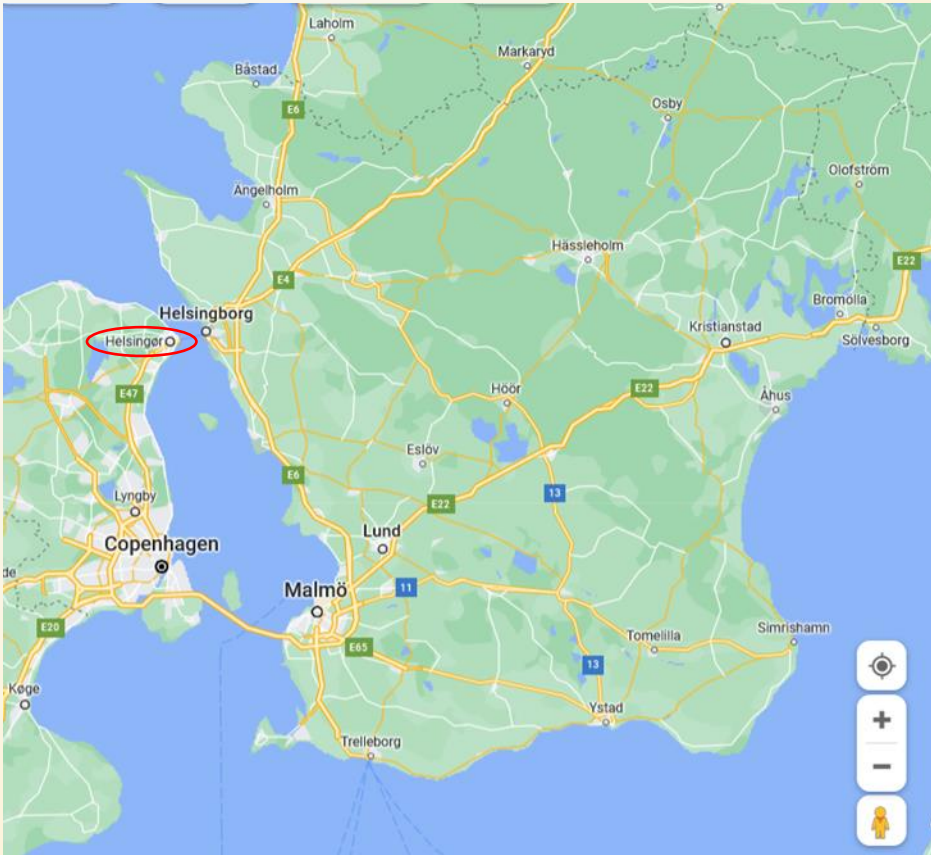 Laholm
Markaryd
Båstad
Osby
E6
Olofström
Ängelholm
Hässleholm
E22
E4
Bromölla
Helsingborg
Kristianstad
Sölvesborg
Helsingør
E47
Höör
E22
Åhus
Eslöv
E6
13
Lyngby
E22
Lund
Copenhagen
de
11
Malmö
E20
E65
Tomelilla
Simrishamn
13
Køge
Ystad
Trelleborg